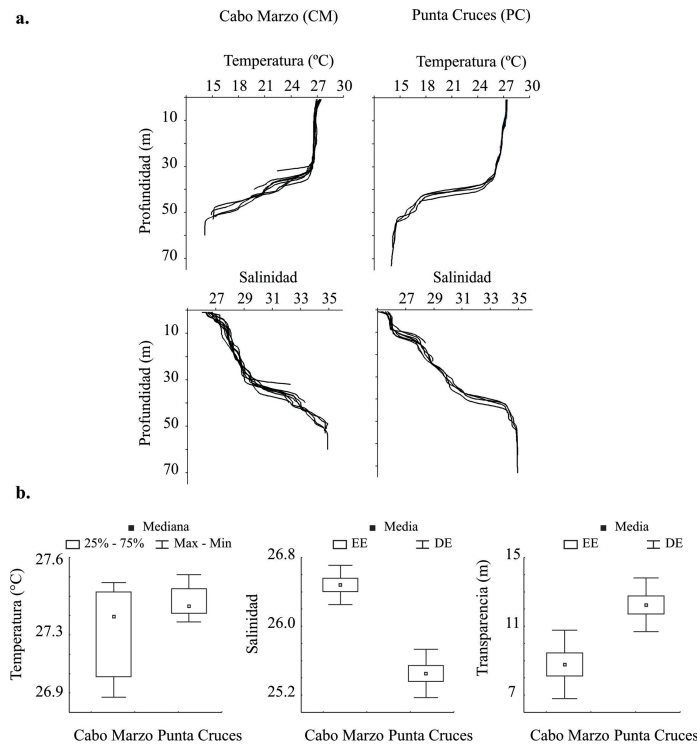 a.
Cabo Marzo (CM) Punta Cruces (PC)
Temperatura (ºC) Temperatura (ºC)
15 18 21 24 27 30 15 18 21 24 27 30
Profundidad (m)
10
30
50
70
Salinidad
27 29 31 33 35 27 29 31 33 35
Profundidad (m)
10
30
50
70
b.
Mediana
25% - 75% Max - Min
Temperatura (°C)
27.6
27.3
26.9
Cabo Marzo Punta Cruces
Media
EE DE
Salinidad
26.8
26.0
25.2
Cabo Marzo Punta Cruces
Media
EE DE
Transparencia (m)
15
11
7
Cabo Marzo Punta Cruces